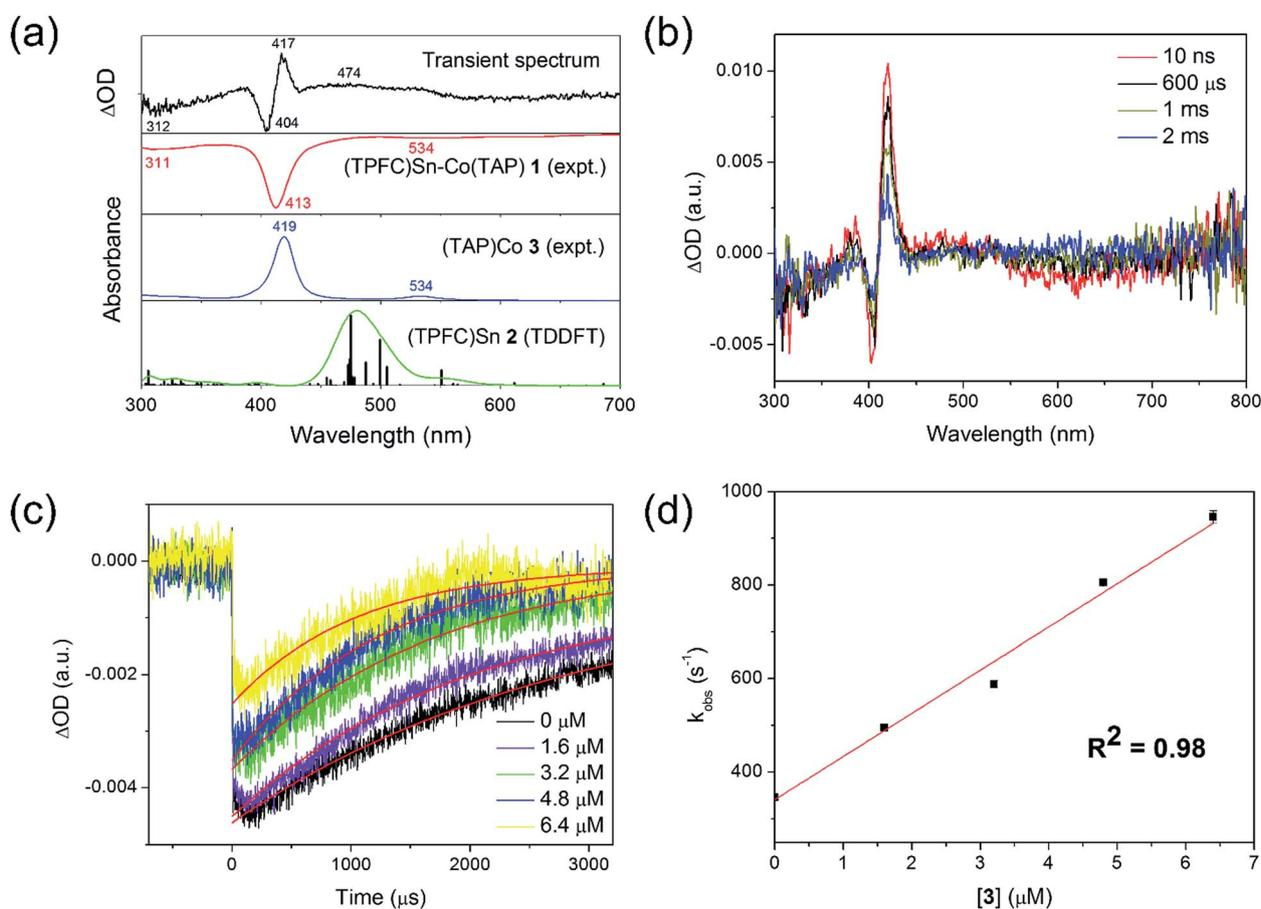 (a)
417
Transient spectrum
474
ΔOD
312
404
534
311
(TPFC)Sn-Co(TAP) 1 (expt.)
413
419
(TAP)Co 3 (expt.)
534
Absorbance
(TPFC)Sn 2 (TDDFT)
300 400 500 600 700
Wavelength (nm)
(b)
10 ns
600 μs
1 ms
2 ms
0.010
0.005
0.000
-0.005
ΔOD (a.u.)
300 400 500 600 700 800
Wavelength (nm)
(c)
0.000
-0.002
-0.004
ΔOD (a.u.)
0 μM
1.6 μM
3.2 μM
4.8 μM
6.4 μM
0 1000 2000 3000
Time (μs)
(d)
1000
800
600
400
kobs (s-1)
R2 = 0.98
0 1 2 3 4 5 6 7
[3] (μM)